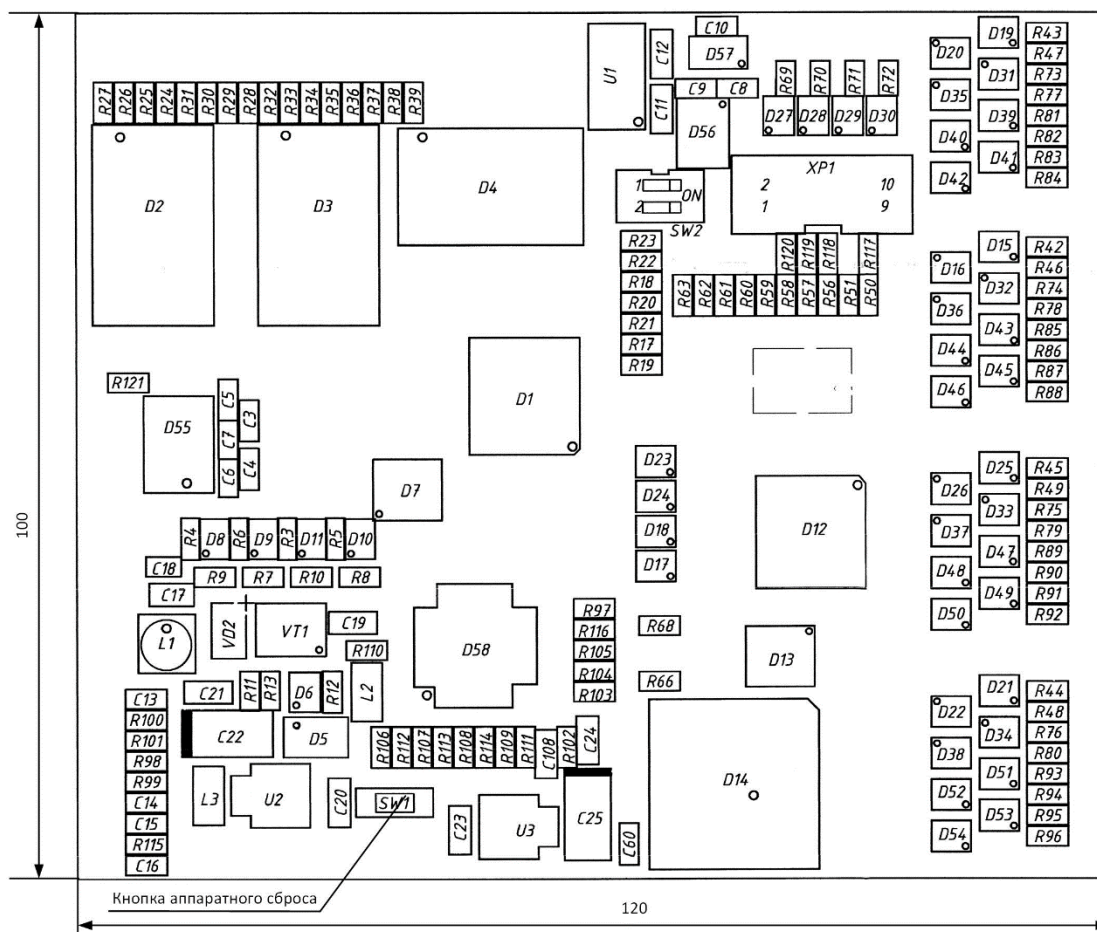 C10
D57
U1
C12
C11
C9
C8
D56
R69
R70
R71
R72
D27
D28
D29
D30
D19
D20
D31
D35
D39
D40
D41
D42
R43
R47
R73
R77
R81
R82
R83
R84
R27
R26
R25
R24
R31
R30
R29
R28
R32
R33
R34
R35
R36
R37
R38
R39
D2
D3
D4
1
2
ON
SW2
XP1
2
10
1
9
R23
R22
R18
R20
R21
R17
R19
R120
R119
R118
R117
R63
R62
R61
R60
R59
R58
R57
R56
R51
R50
D15
D16
D32
D36
D43
D44
D45
D46
R42
R46
R74
R78
R85
R86
R87
R88
R121
D55
C5
C7
C6
C3
C4
D1
D7
D23
D24
D18
D17
D12
D25
D26
D33
D37
D47
D48
D49
D50
R45
R49
R75
R79
R89
R90
R91
R92
100
R4
D8
R6
D9
R3
D11
R5
D10
C18
R9
R7
R10
R8
C17
L1
VD2
VT1
C19
R110
D58
R97
R116
R105
R104
R103
R68
R66
D13
C21
R11
R13
D6
R12
L2
C13
R100
R101
R98
R99
C14
C15
R115
C16
C22
D5
R106
R112
R107
R113
R108
R114
R109
R111
C108
R102
C24
D14
D21
D22
D34
D38
D51
D52
D53
D54
R44
R48
R76
R80
R93
R94
R95
R96
L3
U2
C20
SW1
C23
U3
C25
C60
Кнопка аппаратного сброса
120